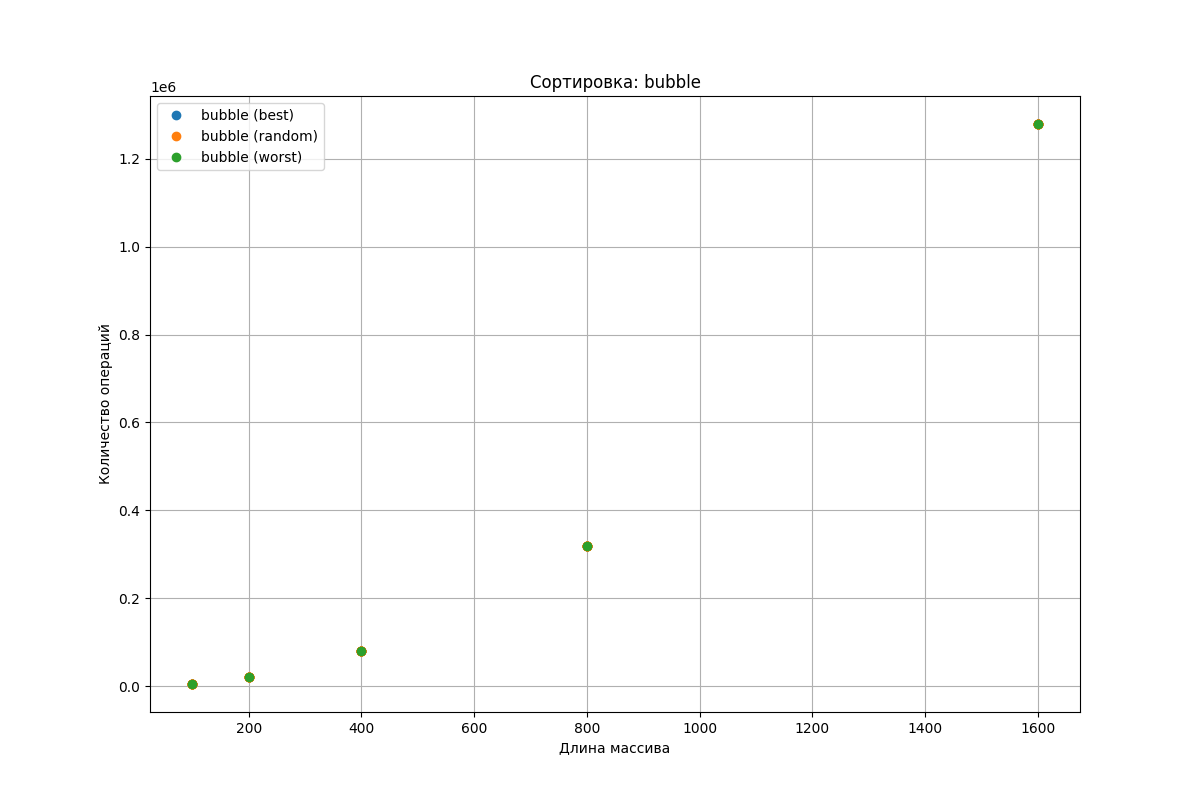 Сортировка: bubble
1e6
bubble (best)
bubble (random)
bubble (worst)
Количество операций
1.2
1.0
0.8
0.6
0.4
0.2
0.0
200 400 600 800 1000 1200 1400 1600
Длина массива